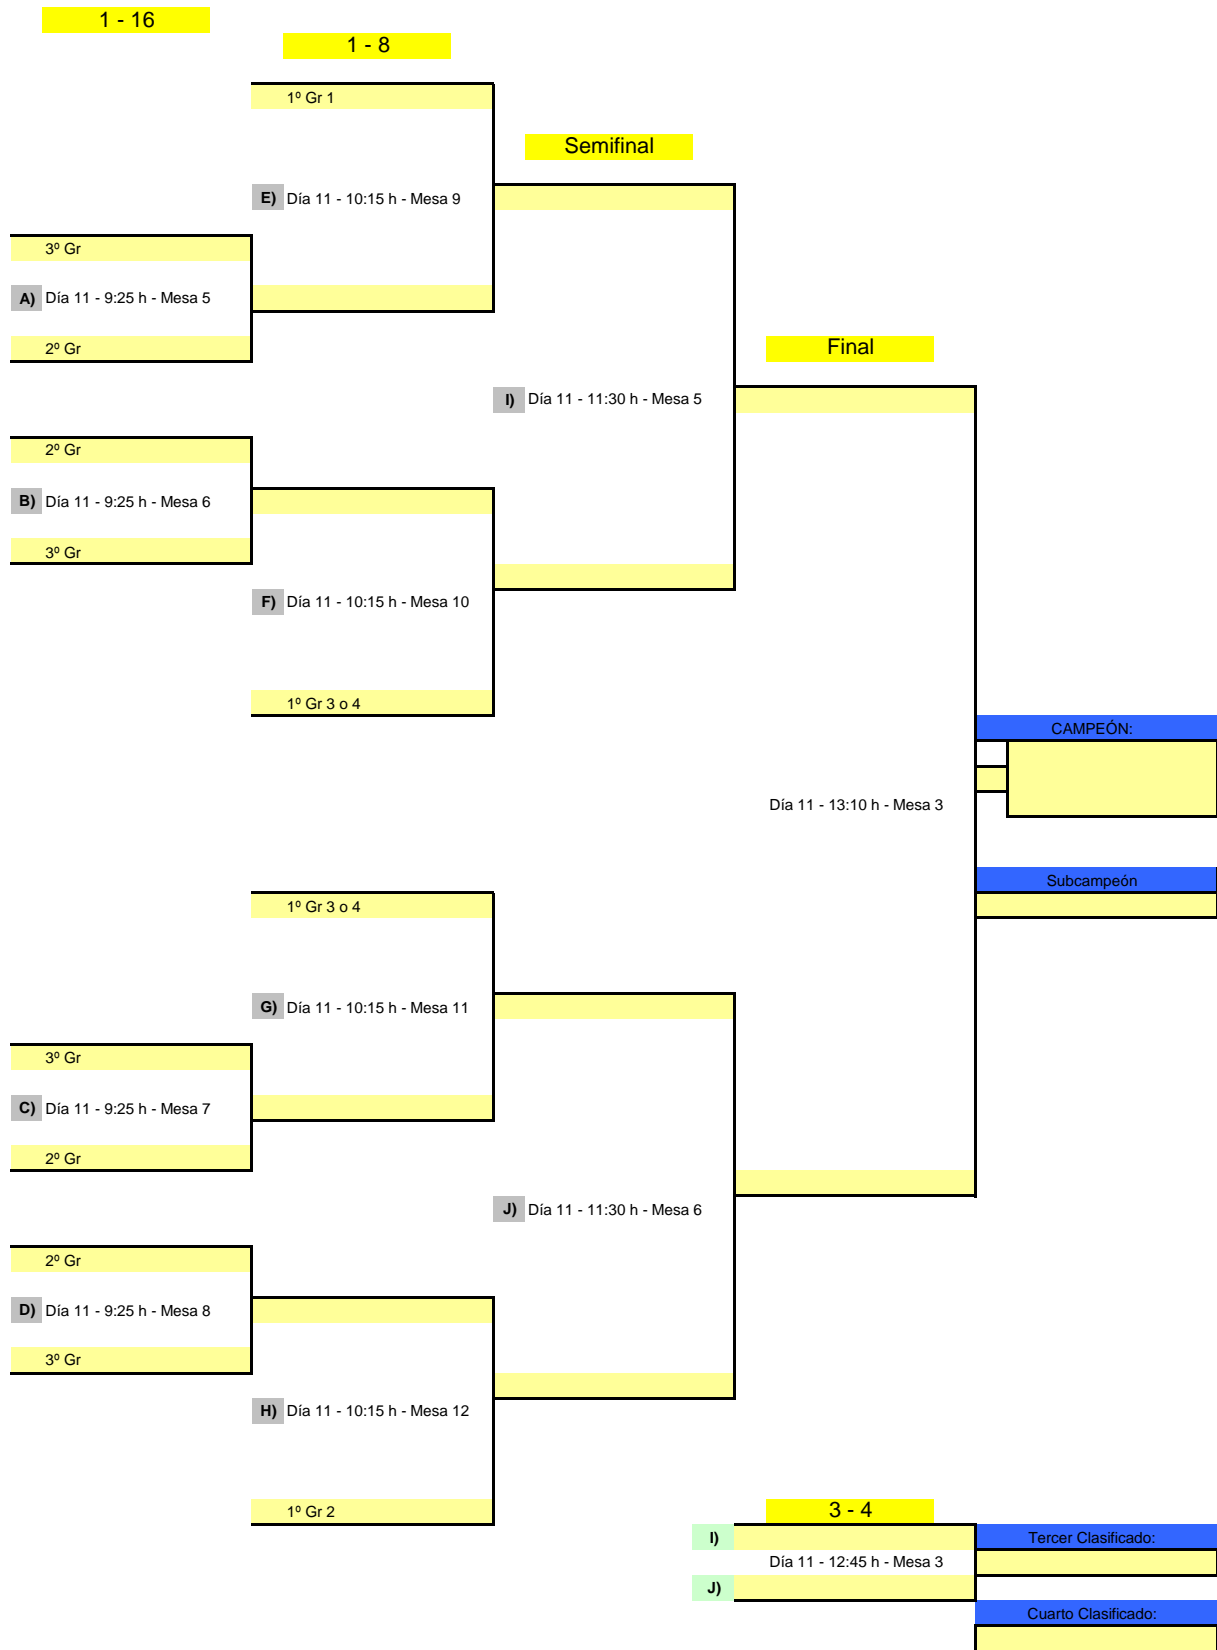 1 - 16
1 - 8
1º Gr 1
Semifinal
E) Día 11 - 10:15 h - Mesa 9
3º Gr
A) Día 11 - 9:25 h - Mesa 5
2º Gr
Final
I) Día 11 - 11:30 h - Mesa 5
2º Gr
B) Día 11 - 9:25 h - Mesa 6
3º Gr
F) Día 11 - 10:15 h - Mesa 10
1º Gr 3 o 4
CAMPEÓN:
Día 11 - 13:10 h - Mesa 3
Subcampeón
1º Gr 3 o 4
G) Día 11 - 10:15 h - Mesa 11
3º Gr
C) Día 11 - 9:25 h - Mesa 7
2º Gr
J) Día 11 - 11:30 h - Mesa 6
2º Gr
D) Día 11 - 9:25 h - Mesa 8
3º Gr
H) Día 11 - 10:15 h - Mesa 12
1º Gr 2
3 - 4
I)
Tercer Clasificado:
Día 11 - 12:45 h - Mesa 3
J)
Cuarto Clasificado: